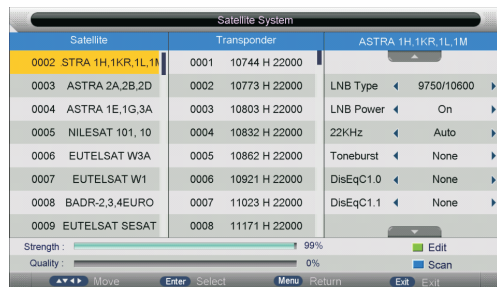 Satellite System
Satellite Transponder ASTRA 1H,1KR,1L,1M
0002 STRA 1H,1KR,1L,1M 0001 10744 H 22000
0003 ASTRA 2A,2B,2D 0002 10773 H 22000 LNB Type 9750/10600
0004 ASTRA 1E,1G,3A 0003 10803 H 22000 LNB Power On
0005 NILESAT 101, 10 0004 10832 H 22000 22KHz Auto
0006 EUTELSAT W3A 0005 10862 H 22000 Toneburst None
0007 EUTELSAT W1 0006 10921 H 22000 DisEqC1.0 None
0008 BADR-2,3,4EURO 0007 11023 H 22000 DisEqC1.1 None
0009 EUTELSAT SESAT 0008 11171 H 22000
Strength : 99% Edit
Quality : 0% Scan
Move Enter Select Menu Return Exit Exit